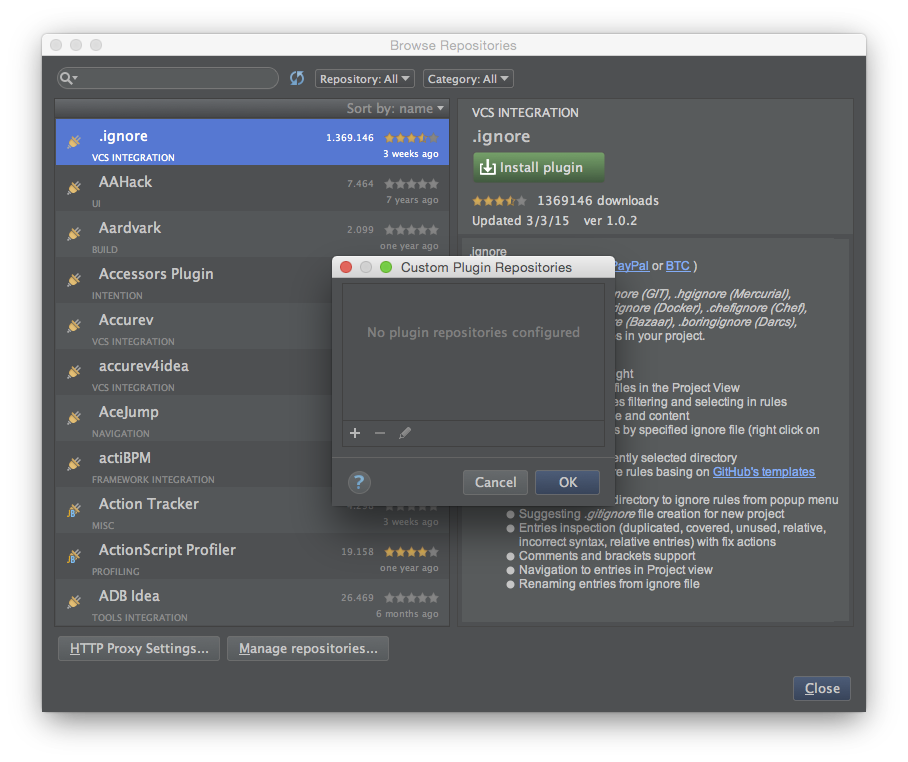 Browse Repositories
Repository: All
Category: All
Sort by: name
.ignore
1.369.146
VCS INTEGRATION
3 weeks ago
AAHack
7.464
UI
7 years ago
Aardvark
2.099
BUILD
one year ago
Accessors Plugin
INTENTION
Accurev
VCS INTEGRATION
accurev4idea
VCS INTEGRATION
AceJump
NAVIGATION
actiBPM
FRAMEWORK INTEGRATION
Action Tracker
MISC
3 weeks ago
ActionScript Profiler
19.158
PROFILING
one year ago
ADB Idea
26.469
TOOLS INTEGRATION
6 months ago
HTTP Proxy Settings...
Manage repositories...
VCS INTEGRATION
.ignore
Install plugin
1369146 downloads
Updated 3/3/15 ver 1.0.2
.ignore
PayPal or BTC )
(GIT), .hgignore (Mercurial),
(Docker), .chefignore (Chef),
(Bazaar), .boringignore (Darcs),
in your project.
files in the Project View
filtering and selecting in rules
and content
by specified ignore file (right click on
selected directory
rules basing on GitHub's templates
directory to ignore rules from popup menu
● Suggesting .gitignore file creation for new project
● Entries inspection (duplicated, covered, unused, relative,
incorrect syntax, relative entries) with fix actions
● Comments and brackets support
● Navigation to entries in Project view
● Renaming entries from ignore file
Custom Plugin Repositories
No plugin repositories configured
?
Cancel
OK
Close